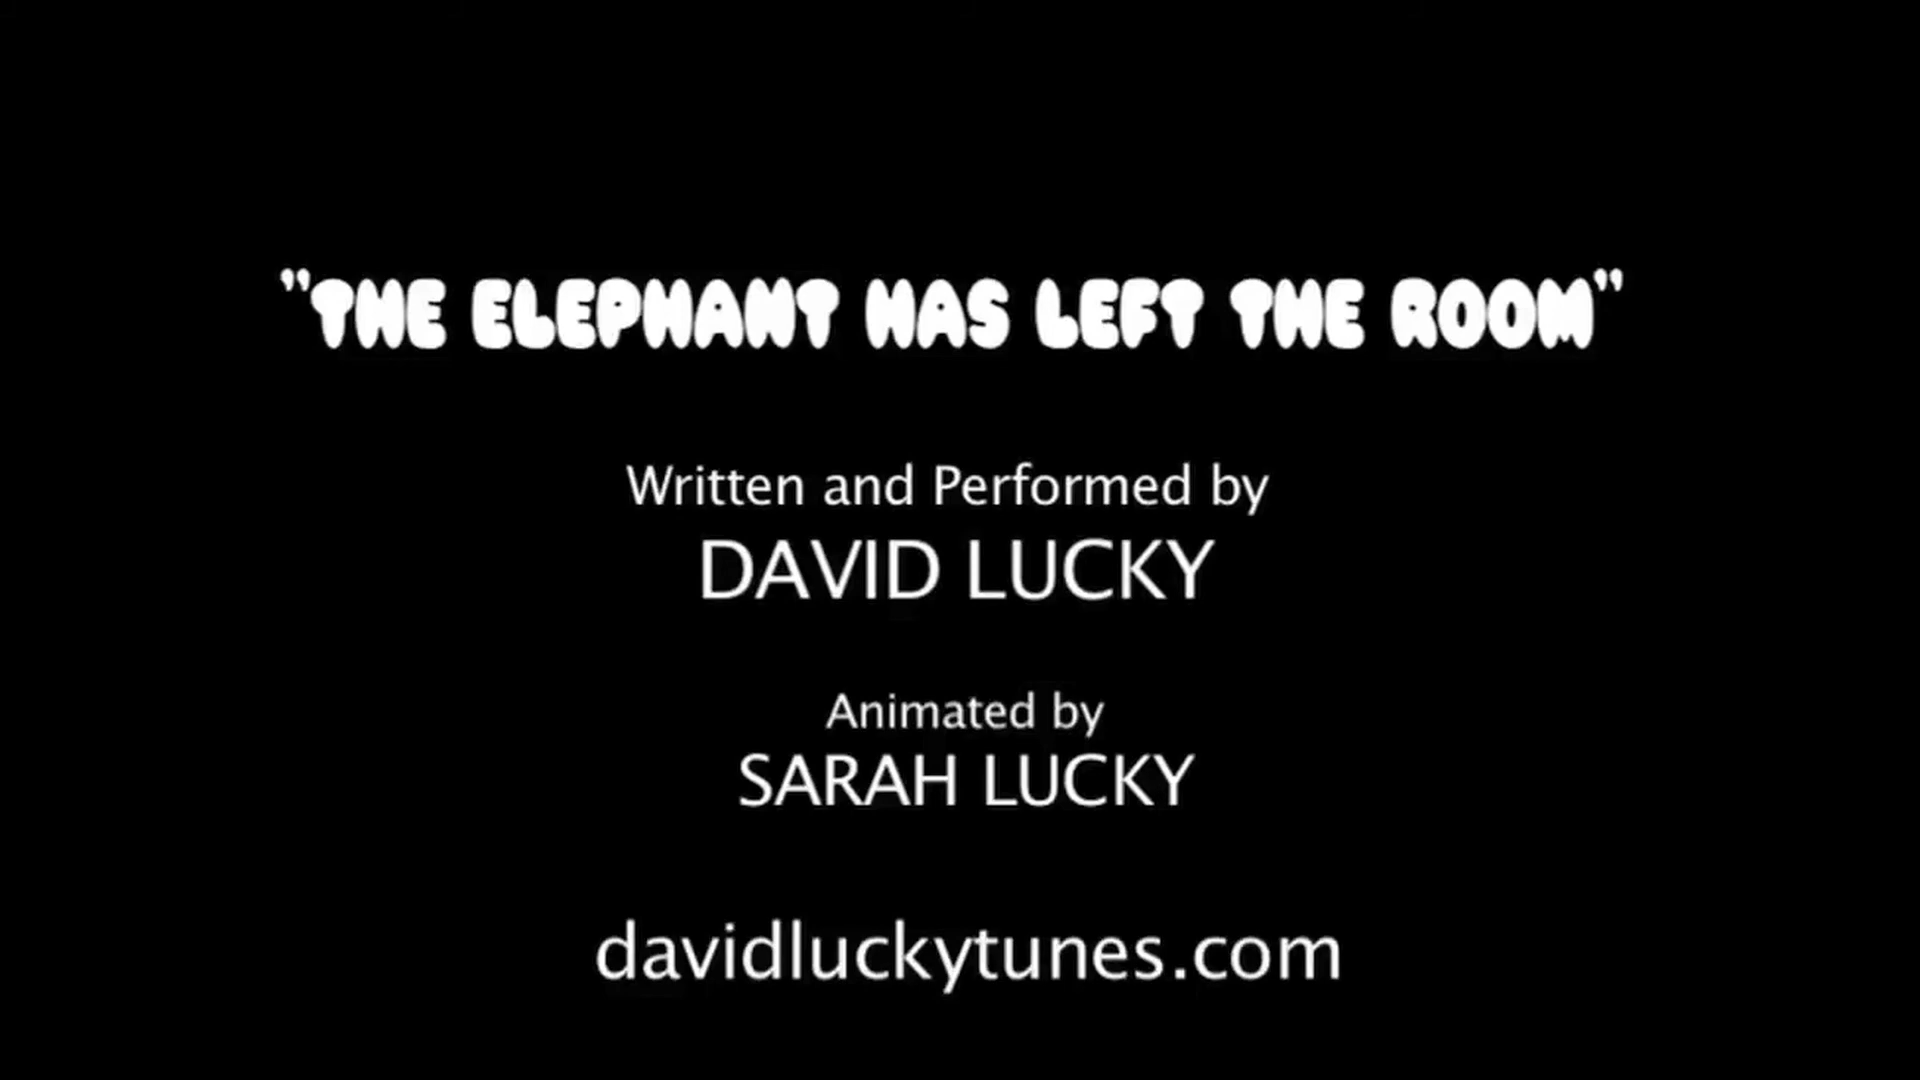 "THE ELEPHANT HAS LEFT THE ROOM"
Written and Performed by
DAVID LUCKY
Animated by
SARAH LUCKY
davidluckytunes.com